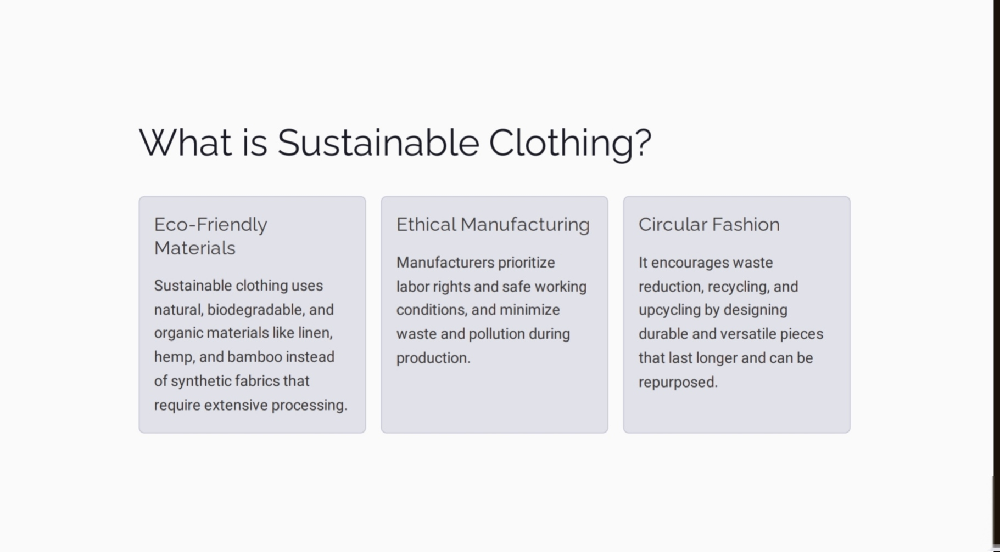 What is Sustainable Clothing?
Eco-Friendly
Materials
Sustainable clothing uses
natural, biodegradable, and
organic materials like linen,
hemp, and bamboo instead
of synthetic fabrics that
require extensive processing.
Ethical Manufacturing
Manufacturers prioritize
labor rights and safe working
conditions, and minimize
waste and pollution during
production.
Circular Fashion
It encourages waste
reduction, recycling, and
upcycling by designing
durable and versatile pieces
that last longer and can be
repurposed.